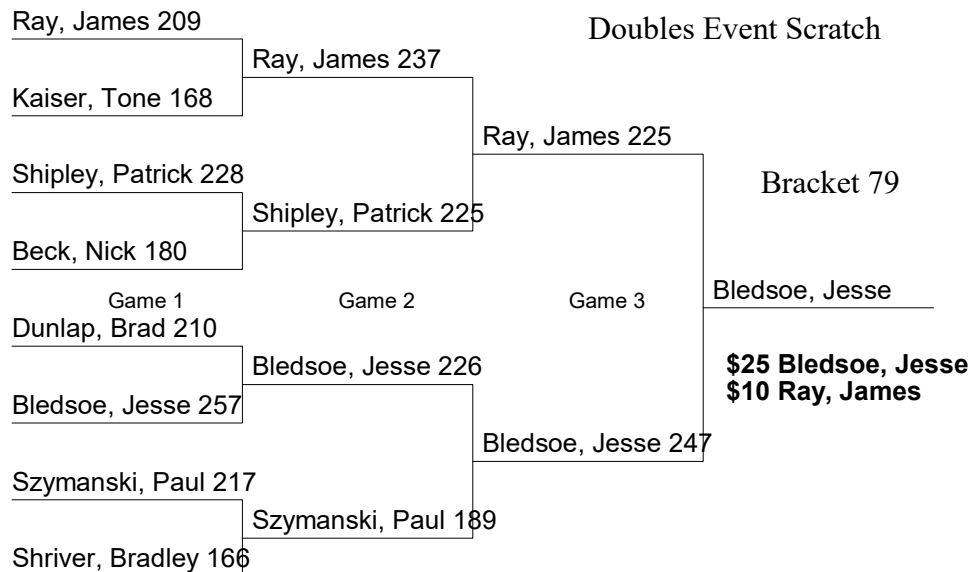 Ray, James 209
Doubles Event Scratch
Ray, James 237
Kaiser, Tone 168
Ray, James 225
Shipley, Patrick 228
Bracket 79
Shipley, Patrick 225
Beck, Nick 180
Game 1
Game 2
Game 3
Bledsoe, Jesse
Dunlap, Brad 210
Bledsoe, Jesse 226
$25 Bledsoe, Jesse
$10 Ray, James
Bledsoe, Jesse 257
Bledsoe, Jesse 247
Szymanski, Paul 217
Szymanski, Paul 189
Shriver, Bradley 166